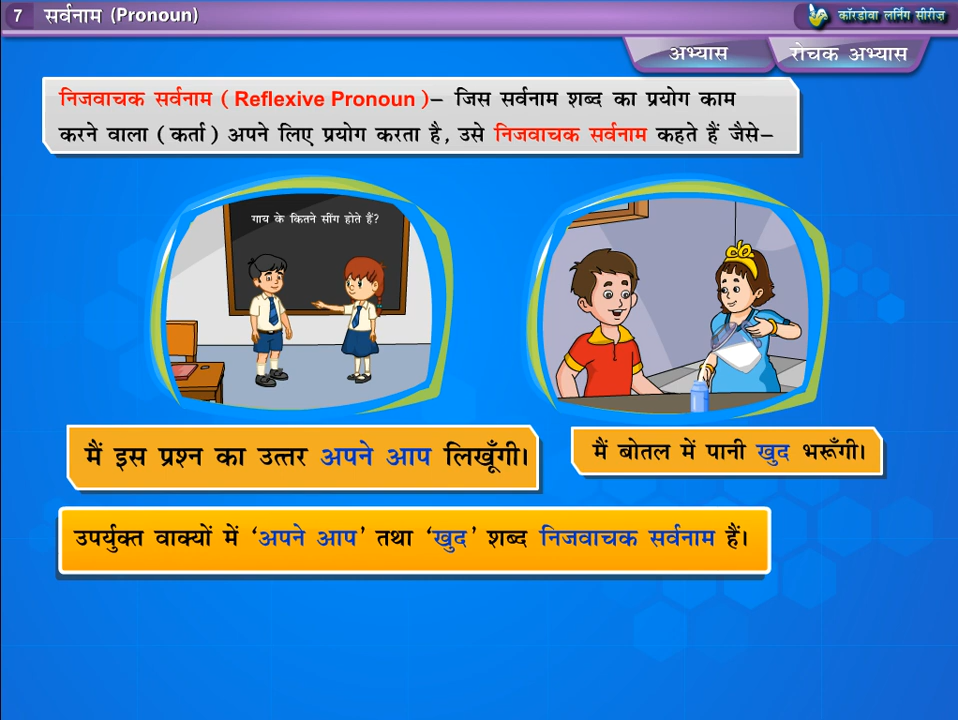 7 सर्वनाम (Pronoun)
कॉरडोवा लर्निंग सीरीज़
अभ्यास
रोचक अभ्यास
निजवाचक सर्वनाम ( Reflexive Pronoun )– जिस सर्वनाम शब्द का प्रयोग काम
करने वाला ( कर्ता ) अपने लिए प्रयोग करता है, उसे निजवाचक सर्वनाम कहते हैं जैसे–
गाय के कितने सींग होते हैं?
मैं इस प्रश्न का उत्तर अपने आप लिखूँगी।
मैं बोतल में पानी खुद भरूँगी।
उपर्युक्त वाक्यों में ‘अपने आप’ तथा ‘खुद’ शब्द निजवाचक सर्वनाम हैं।